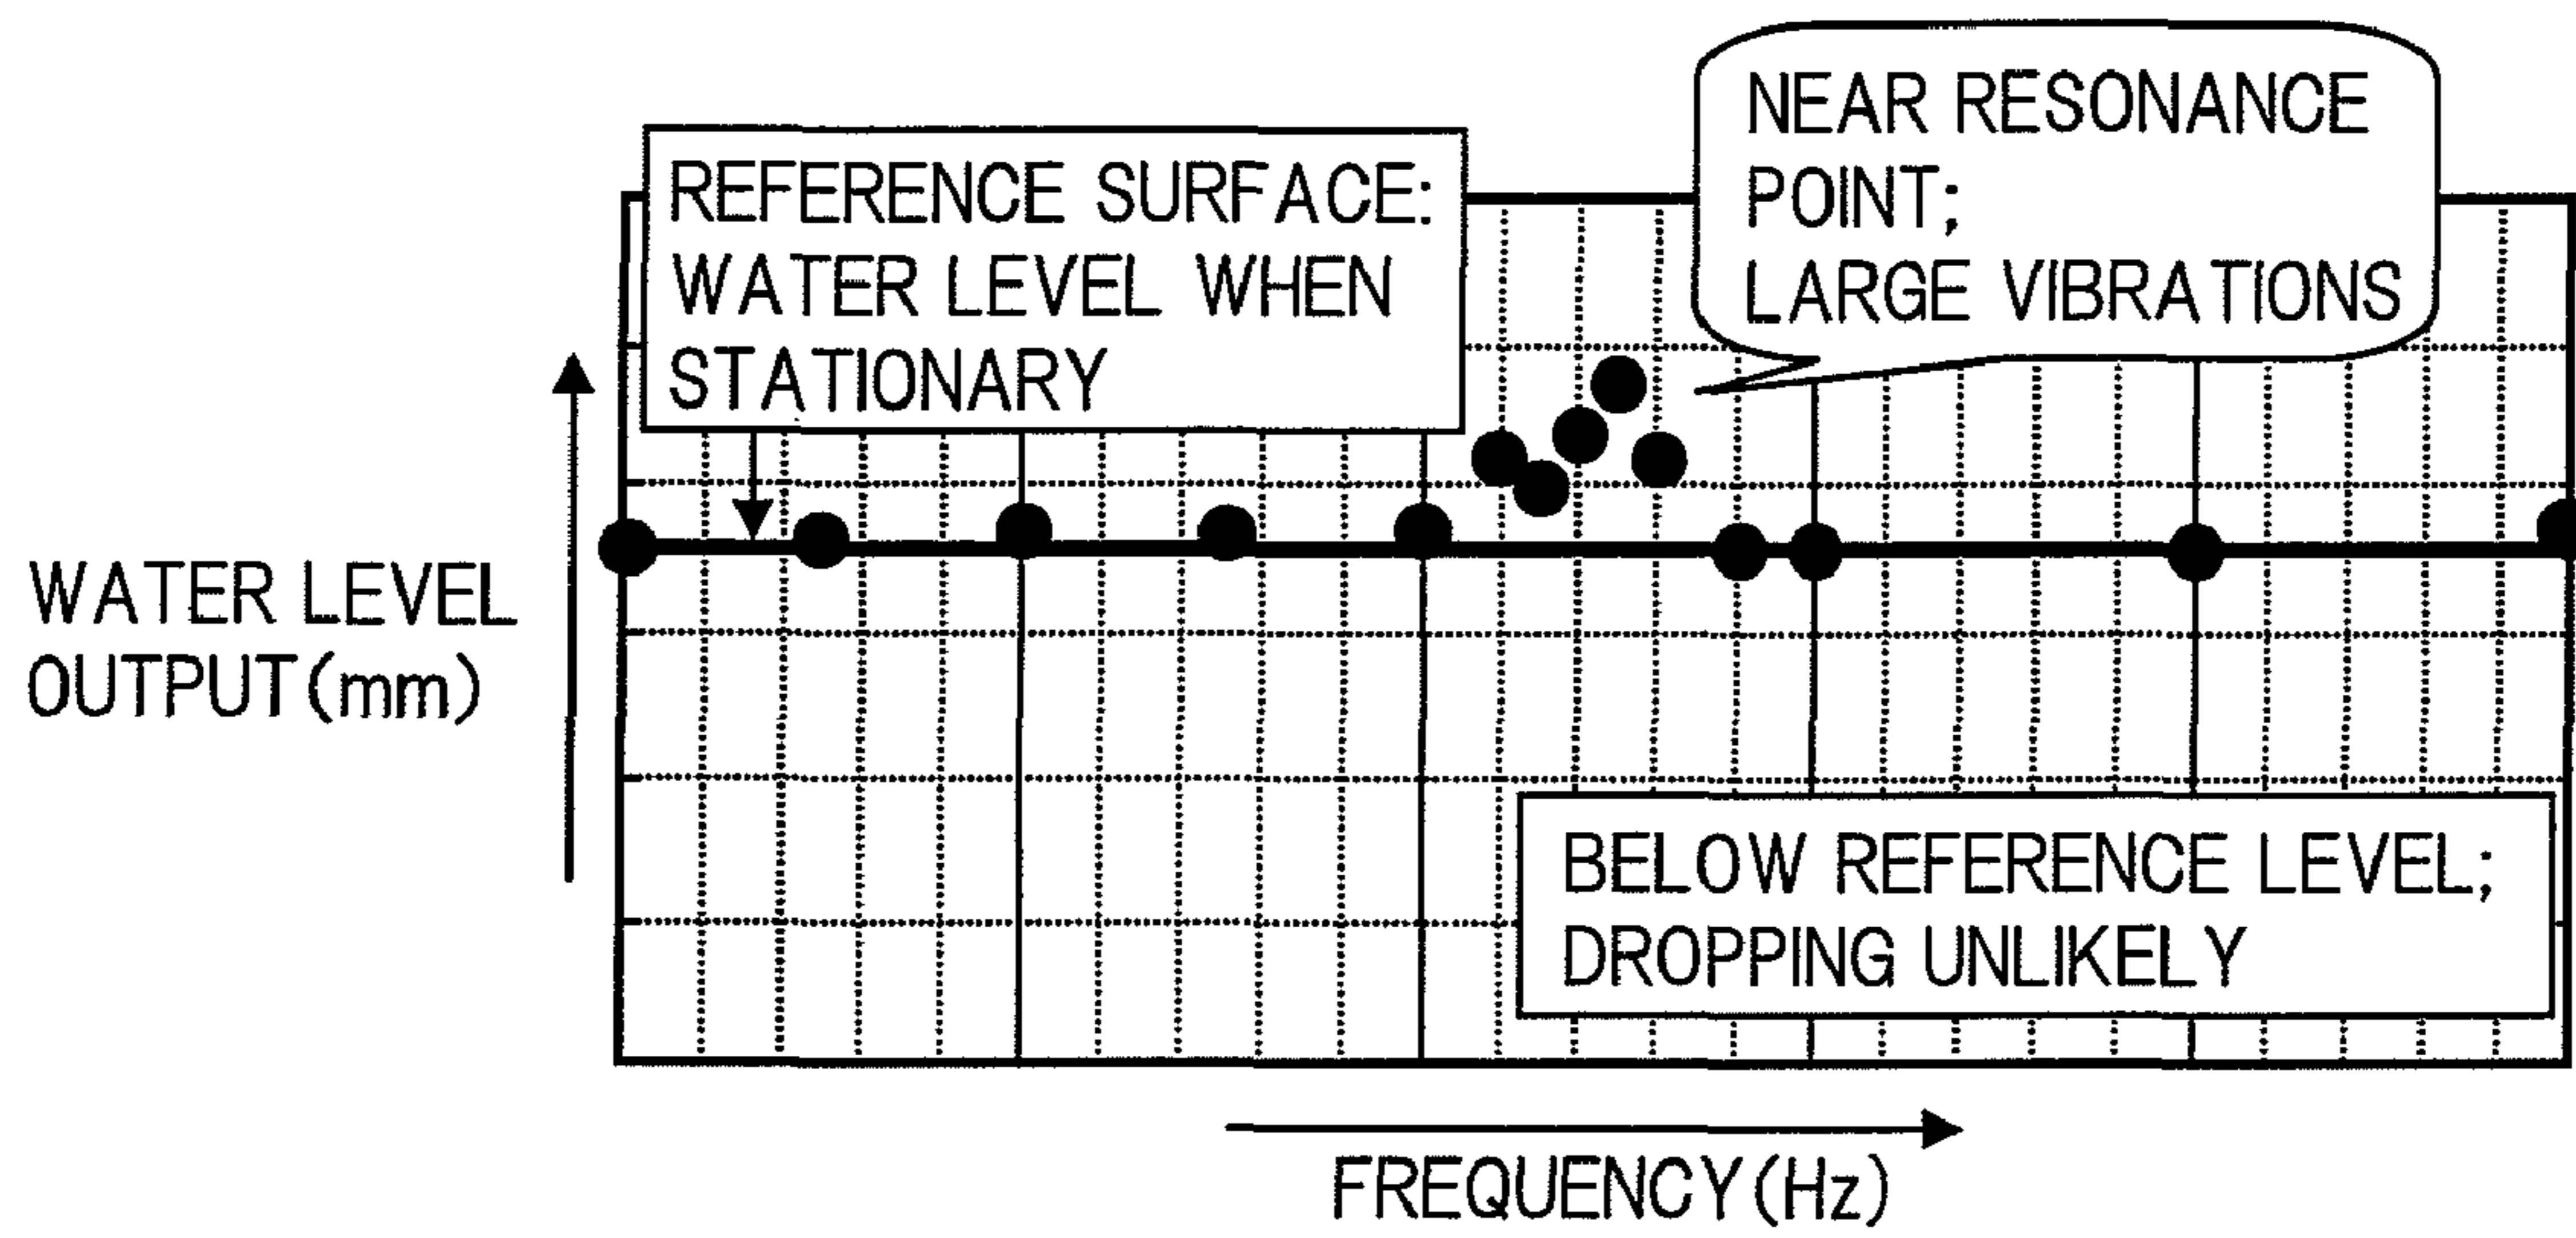 REFERENCE SURFACE:
WATER LEVEL WHEN
STATIONARY
NEAR RESONANCE
POINT;
LARGE VIBRATIONS
WATER LEVEL
OUTPUT(mm)
BELOW REFERENCE LEVEL;
DROPPING UNLIKELY
FREQUENCY(Hz)